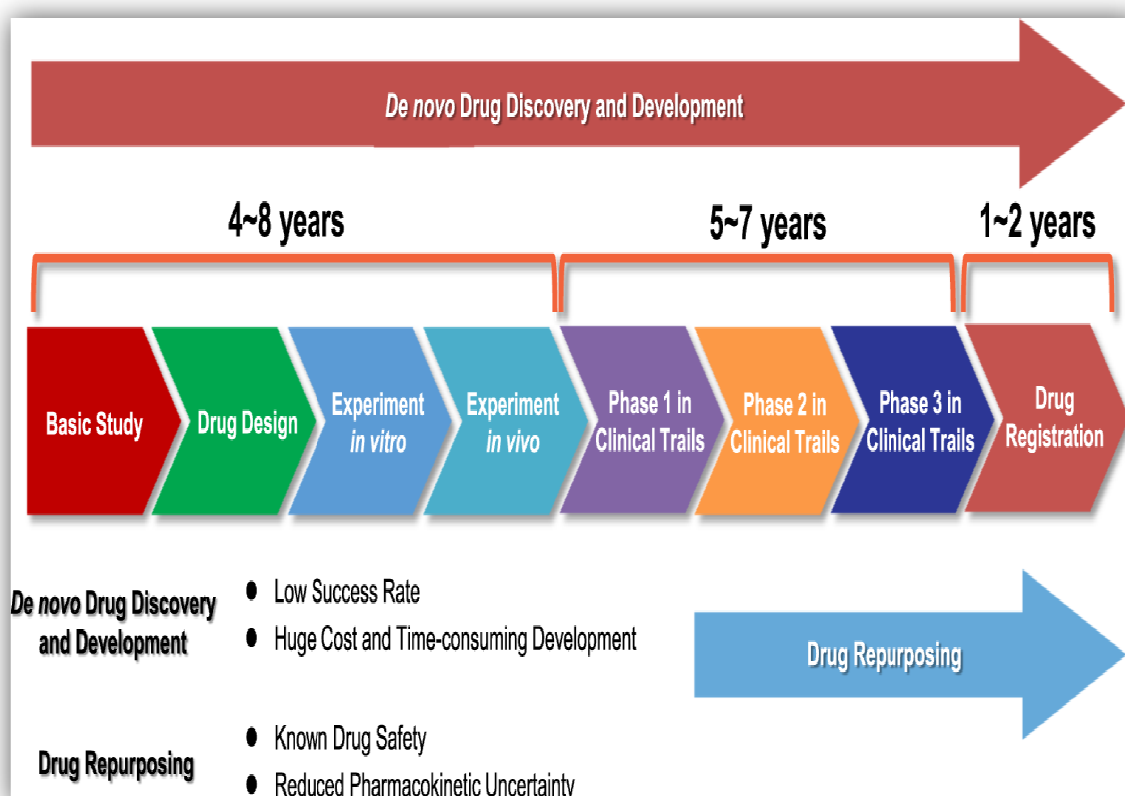 De novo Drug Discovery and Development
4~8 years
5~7 years
1~2 years
Basic Study
Drug Design
Experiment
in vitro
Experiment
in vivo
Phase 1 in
Clinical Trails
Phase 2 in
Clinical Trails
Phase 3 in
Clinical Trails
Drug
Registration
De novo Drug Discovery
and Development
● Low Success Rate
● Huge Cost and Time-consuming Development
Drug Repurposing
Drug Repurposing
● Known Drug Safety
● Reduced Pharmacokinetic Uncertainty